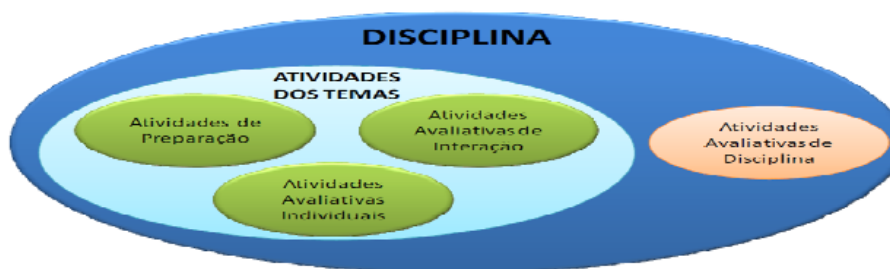 DISCIPLINA
ATIVIDADES
DOS TEMAS
Atividades de
Preparação
Atividades
Avaliativas de
Interação
Atividades
Avaliativas
Individuais
Atividades
Avaliativas de
Disciplina